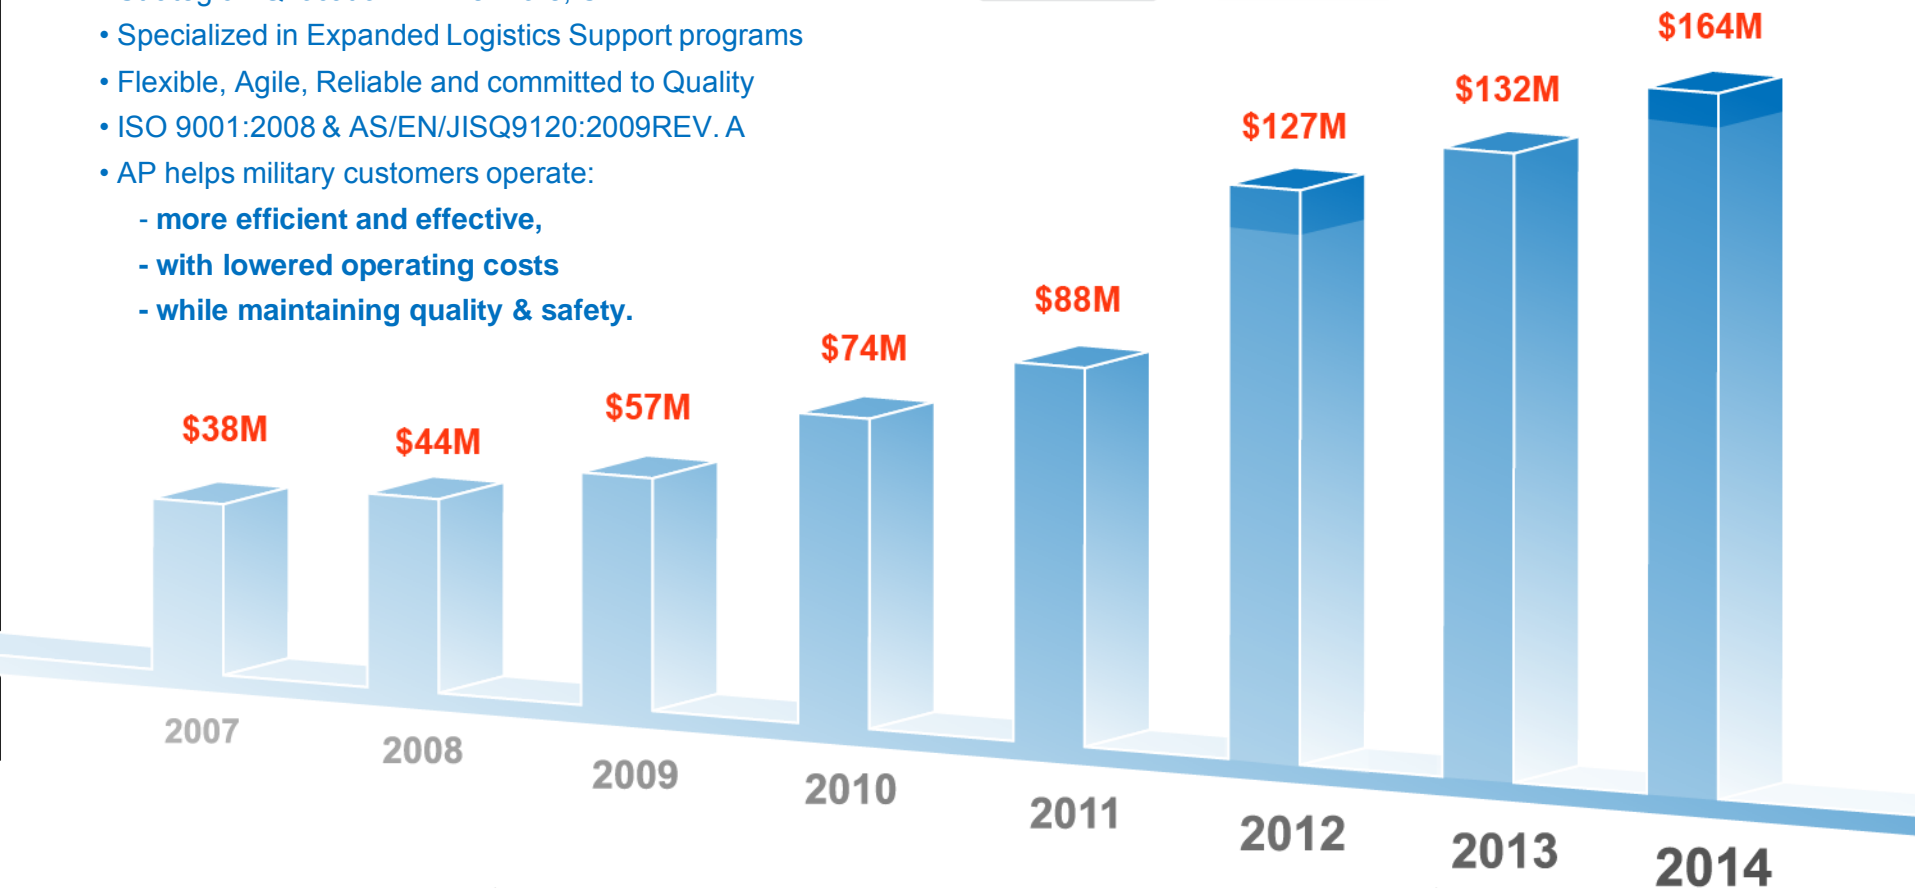 • Specialized in Expanded Logistics Support programs
• Flexible, Agile, Reliable and committed to Quality
• ISO 9001:2008 & AS/EN/JISQ9120:2009REV. A
• AP helps military customers operate:
- more efficient and effective,
- with lowered operating costs
- while maintaining quality & safety.
$38M
$44M
$57M
$74M
$88M
$127M
$132M
$164M
2007
2008
2009
2010
2011
2012
2013
2014